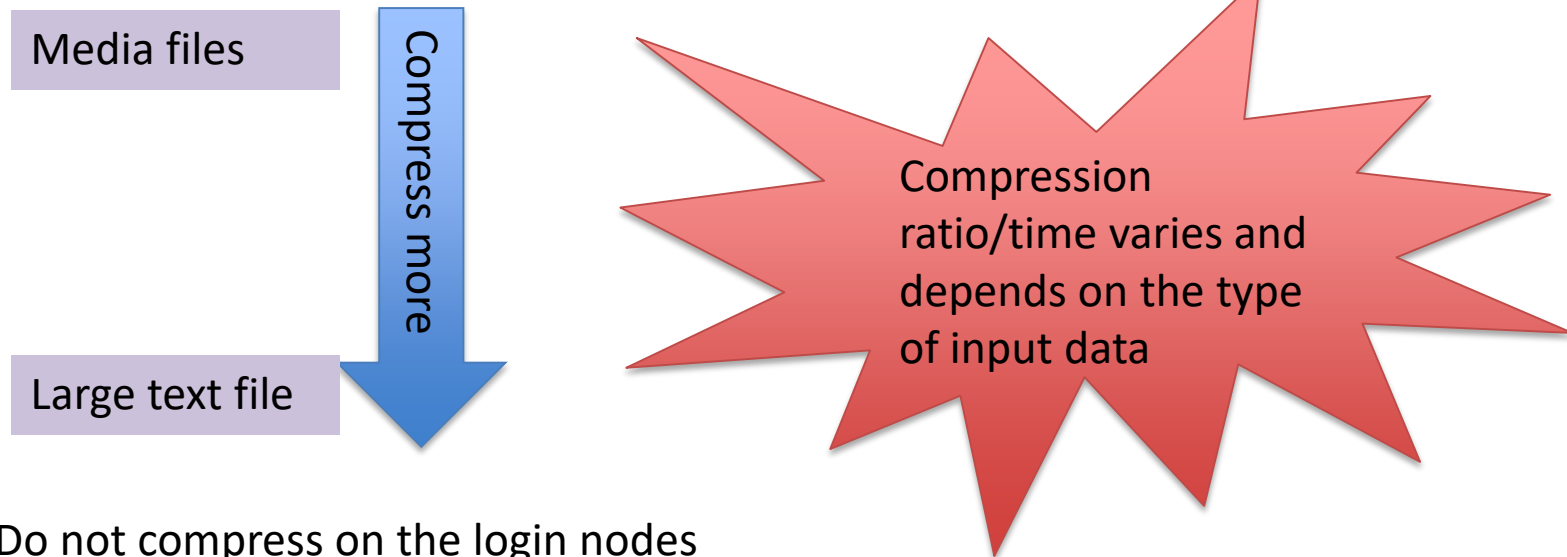 Media files
Compress more
Compression
ratio/time varies and
depends on the type
of input data
Large text file
Do not compress on the login nodes